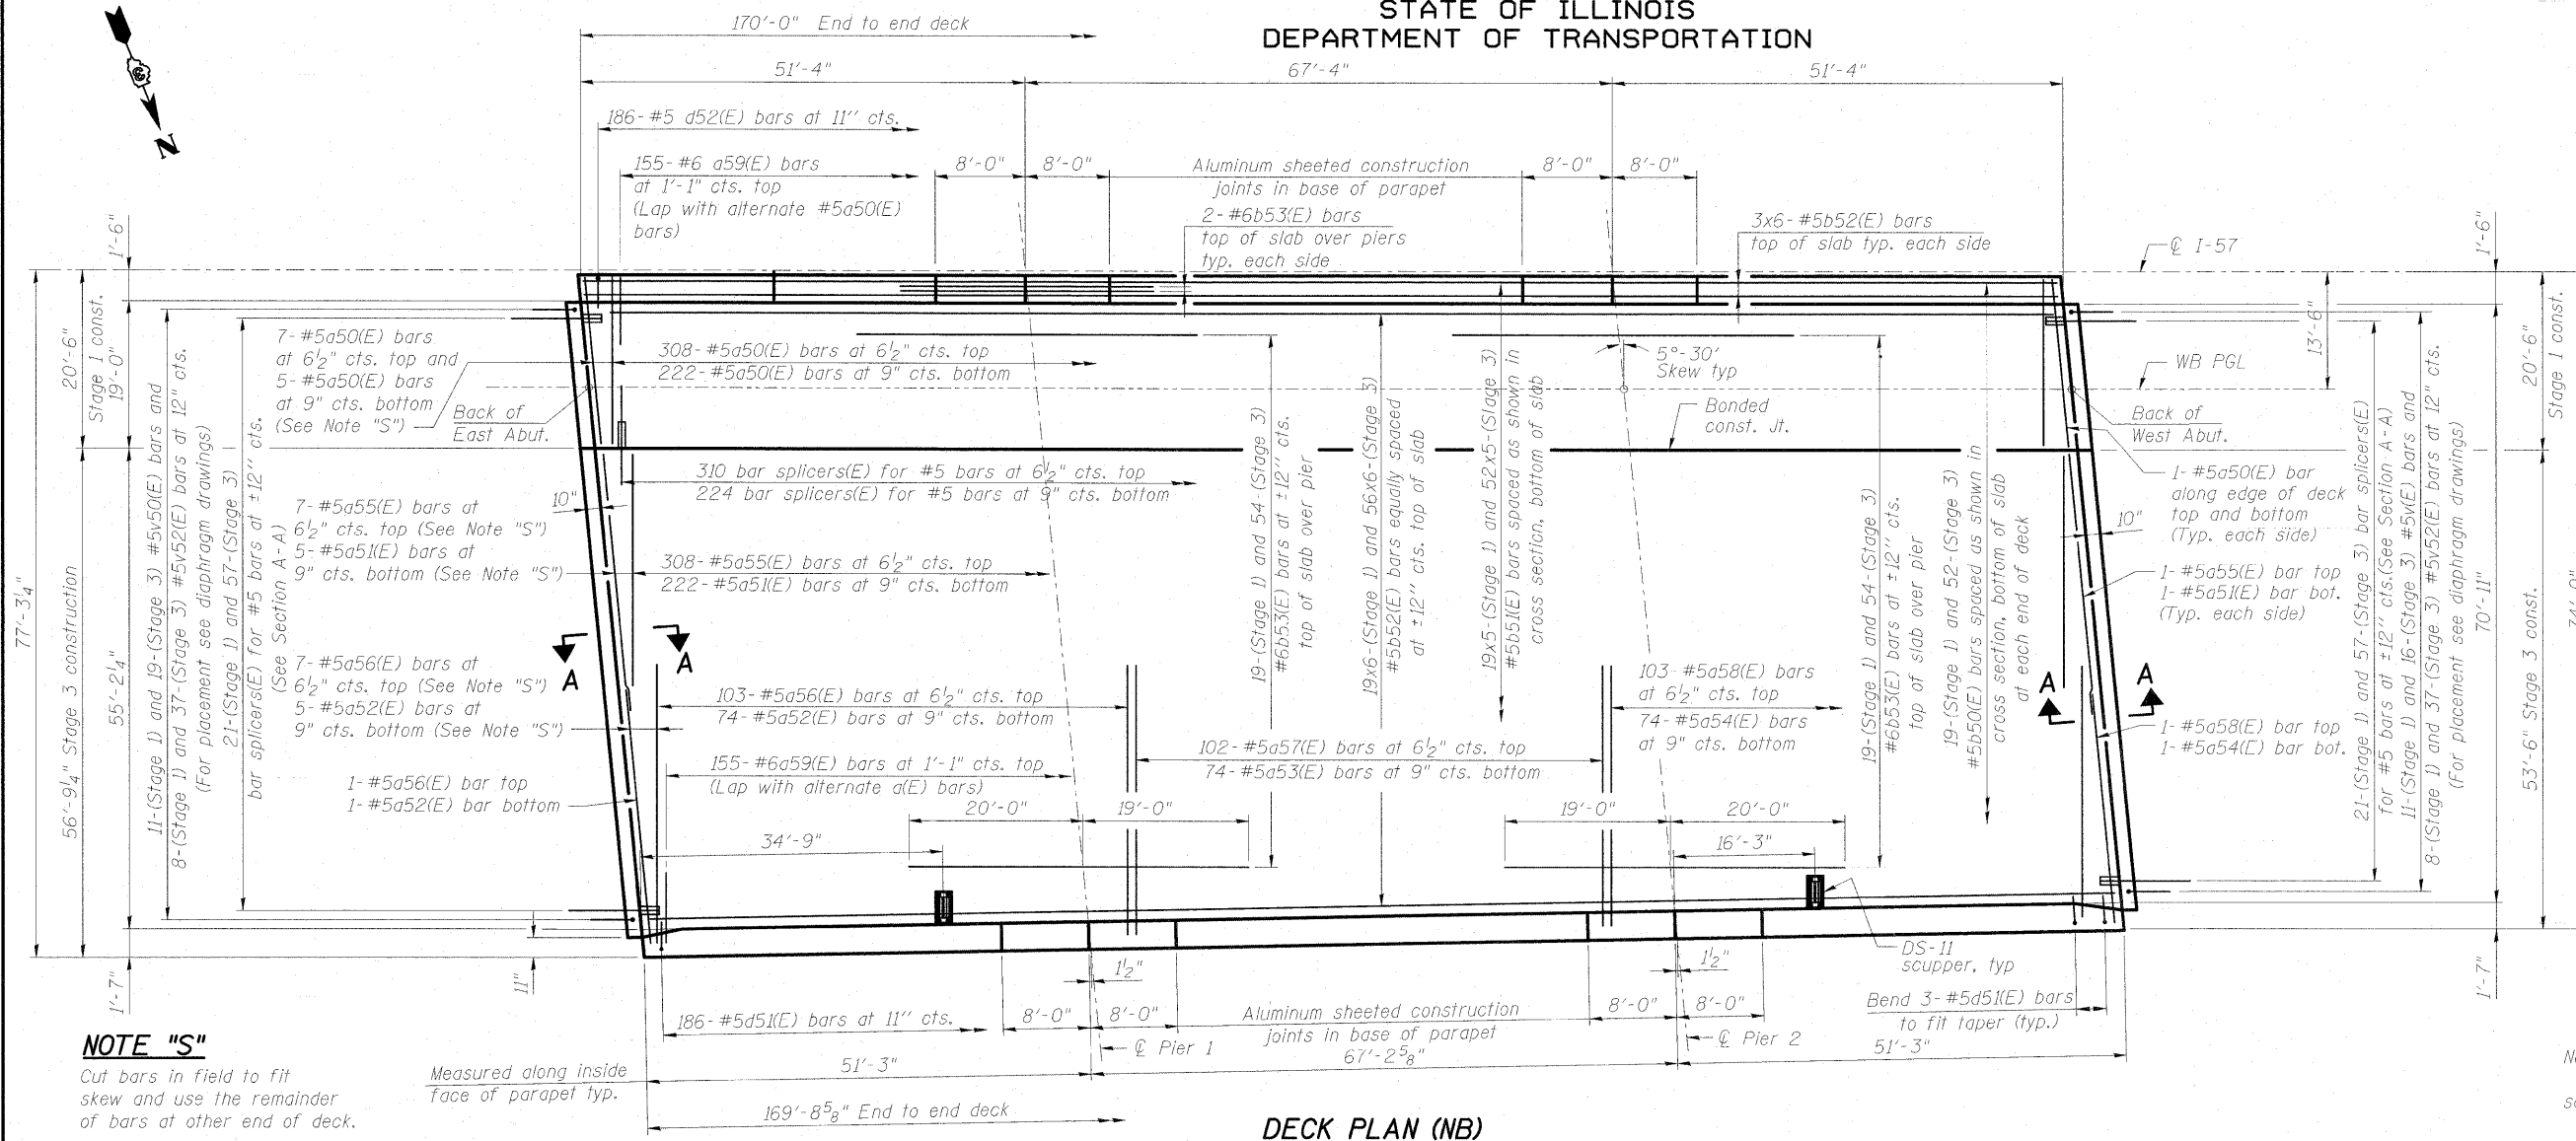 STATE OF ILLINOIS
DEPARTMENT OF TRANSPORTATION
170'-0" End to end deck
51'-4"
67'-4"
51'-4"
186-#5 d52(E) bars at 11" cts.
155-#6 a59(E) bars
at 1'-1" cts. top
(Lap with alternate #5a50(E)
bars)
8'-0"
8'-0"
Aluminum sheeted construction
joints in base of parapet
8'-0"
8'-0"
2-#6b53(E) bars
top of slab over piers
typ. each side
3x6-#5b52(E) bars
top of slab typ. each side
℄ I-57
N
1'-6"
20'-6"
Stage 1 const.
19'-0"
77'-3¼"
56'-9¼" Stage 3 construction
55'-2¼"
1'-7"
11"
11-(Stage 1) and 19-(Stage 3) #5v50(E) bars and
8-(Stage 1) and 37-(Stage 3) #5v52(E) bars at 12" cts.
(For placement see diaphragm drawings)
21-(Stage 1) and 57-(Stage 3)
bar splicers(E) for #5 bars at ±12" cts.
(See Section A-A)
7-#5a50(E) bars
at 6½" cts. top and
5-#5a50(E) bars
at 9" cts. bottom
(See Note "S")
Back of
East Abut.
308-#5a50(E) bars at 6½" cts. top
222-#5a50(E) bars at 9" cts. bottom
310 bar splicers(E) for #5 bars at 6½" cts. top
224 bar splicers(E) for #5 bars at 9" cts. bottom
7-#5a55(E) bars at
6½" cts. top (See Note "S")
5-#5a51(E) bars at
9" cts. bottom (See Note "S")
10"
308-#5a55(E) bars at 6½" cts. top
222-#5a51(E) bars at 9" cts. bottom
A
A
7-#5a56(E) bars at
6½" cts. top (See Note "S")
5-#5a52(E) bars at
9" cts. bottom (See Note "S")
103-#5a56(E) bars at 6½" cts. top
74-#5a52(E) bars at 9" cts. bottom
1-#5a56(E) bar top
1-#5a52(E) bar bottom
155-#6a59(E) bars at 1'-1" cts. top
(Lap with alternate a(E) bars)
20'-0"
19'-0"
34'-9"
19-(Stage 1) and 54-(Stage 3)
#6b53(E) bars at ±12" cts.
top of slab over pier
19x6-(Stage 1) and 56x6-(Stage 3)
#5b52(E) bars equally spaced
at ±12" cts. top of slab
19x5-(Stage 1) and 52x5-(Stage 3)
#5b51(E) bars spaced as shown in
cross section, bottom of slab
5°-30'
Skew typ
Bonded
const. Jt.
102-#5a57(E) bars at 6½" cts. top
74-#5a53(E) bars at 9" cts. bottom
103-#5a58(E) bars
at 6½" cts. top
74-#5a54(E) bars
at 9" cts. bottom
19'-0"
20'-0"
16'-3"
19-(Stage 1) and 54-(Stage 3)
#6b53(E) bars at ±12" cts.
top of slab over pier
19-(Stage 1) and 52-(Stage 3)
#5b50(E) bars spaced as shown in
cross section, bottom of slab
at each end of deck
13'-6"
WB PGL
Back of
West Abut.
1-#5a50(E) bar
along edge of deck
top and bottom
(Typ. each side)
10"
1-#5a55(E) bar top
1-#5a51(E) bar bot.
(Typ. each side)
A
A
1-#5a58(E) bar top
1-#5a54(E) bar bot.
21-(Stage 1) and 57-(Stage 3) bar splicers(E)
for #5 bars at ±12" cts.(See Section A-A)
11-(Stage 1) and 16-(Stage 3) #5v(E) bars and
8-(Stage 1) and 37-(Stage 3) #5v52(E) bars at 12" cts.
(For placement see diaphragm drawings)
1'-6"
70'-11"
1'-7"
20'-6"
Stage 1 const.
53'-6" Stage 3 const.
DS-11
scupper, typ
1½"
1½"
186-#5d51(E) bars at 11" cts.
8'-0"
8'-0"
Aluminum sheeted construction
joints in base of parapet
8'-0"
8'-0"
Bend 3-#5d51(E) bars
to fit taper (typ.)
℄ Pier 1
℄ Pier 2
51'-3"
67'-2⅝"
51'-3"
Measured along inside
face of parapet typ.
169'-8⅝" End to end deck
NOTE "S"
Cut bars in field to fit
skew and use the remainder
of bars at other end of deck.
DECK PLAN (NB)